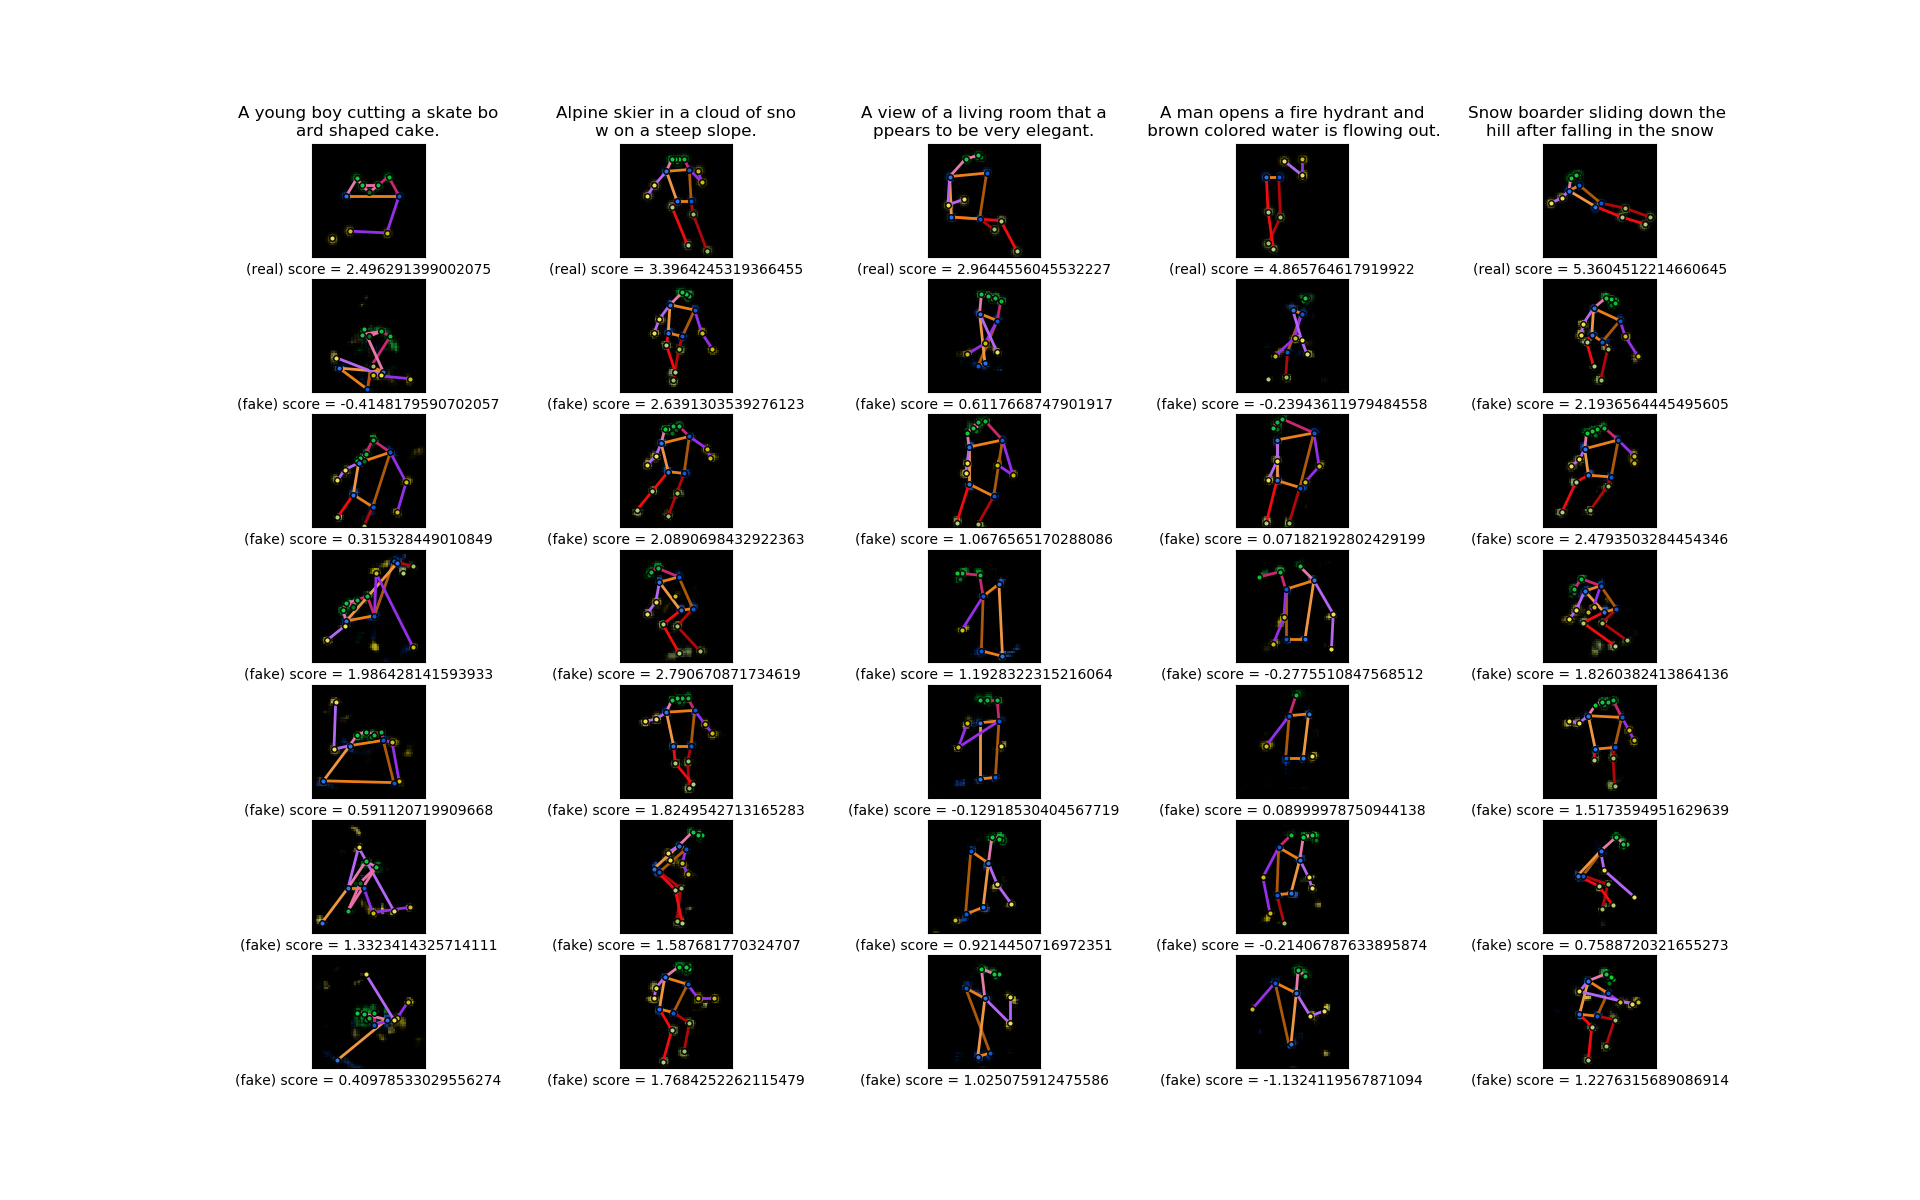 A young boy cutting a skate bo
ard shaped cake.
Alpine skier in a cloud of sno
w on a steep slope.
A view of a living room that a
ppears to be very elegant.
A man opens a fire hydrant and
brown colored water is flowing out.
Snow boarder sliding down the
hill after falling in the snow
(real) score = 2.496291399002075
(real) score = 3.3964245319366455
(real) score = 2.9644556045532227
(real) score = 4.865764617919922
(real) score = 5.3604512214660645
(fake) score = -0.4148179590702057
(fake) score = 2.6391303539276123
(fake) score = 0.6117668747901917
(fake) score = -0.23943611979484558
(fake) score = 2.1936564445495605
(fake) score = 0.315328449010849
(fake) score = 2.0890698432922363
(fake) score = 1.0676565170288086
(fake) score = 0.07182192802429199
(fake) score = 2.4793503284454346
(fake) score = 1.986428141593933
(fake) score = 2.790670871734619
(fake) score = 1.1928322315216064
(fake) score = -0.2775510847568512
(fake) score = 1.8260382413864136
(fake) score = 0.591120719909668
(fake) score = 1.8249542713165283
(fake) score = -0.12918530404567719
(fake) score = 0.08999978750944138
(fake) score = 1.5173594951629639
(fake) score = 1.3323414325714111
(fake) score = 1.587681770324707
(fake) score = 0.9214450716972351
(fake) score = -0.21406787633895874
(fake) score = 0.7588720321655273
(fake) score = 0.40978533029556274
(fake) score = 1.7684252262115479
(fake) score = 1.025075912475586
(fake) score = -1.1324119567871094
(fake) score = 1.2276315689086914